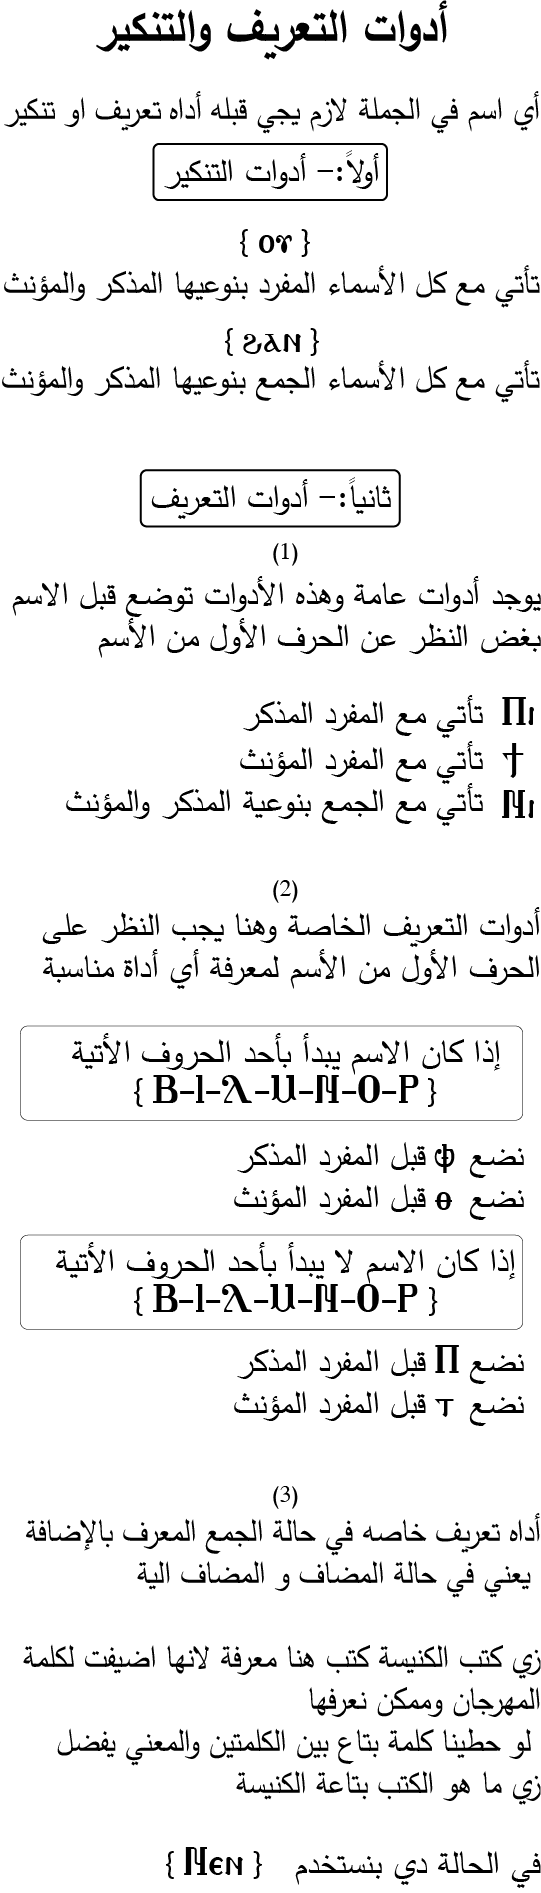 أدوات التعريف والتنكير
أي اسم في الجملة لازم يجي قبله أداه تعريف او تنكير
أولاً:- أدوات التنكير
{ ⲟⲩ }
تأتي مع كل الأسماء المفرد بنوعيها المذكر والمؤنث
{ ϩⲁⲛ }
تأتي مع كل الأسماء الجمع بنوعيها المذكر والمؤنث
ثانياً:- أدوات التعريف
(1)
يوجد أدوات عامة وهذه الأدوات توضع قبل الاسم
بغض النظر عن الحرف الأول من الأسم
Ⲡⲓ تأتي مع المفرد المذكر
ϯ تأتي مع المفرد المؤنث
Ⲛⲓ تأتي مع الجمع بنوعية المذكر والمؤنث
(2)
أدوات التعريف الخاصة وهنا يجب النظر على
الحرف الأول من الأسم لمعرفة أي أداة مناسبة
إذا كان الاسم يبدأ بأحد الحروف الأتية
{ Ⲃ-Ⲓ-Ⲗ-Ⲙ-Ⲛ-Ⲟ-Ⲣ }
نضع ⲫ قبل المفرد المذكر
نضع ⲑ قبل المفرد المؤنث
إذا كان الاسم لا يبدأ بأحد الحروف الأتية
{ Ⲃ-Ⲓ-Ⲗ-Ⲙ-Ⲛ-Ⲟ-Ⲣ }
نضع Ⲡ قبل المفرد المذكر
نضع ⲧ قبل المفرد المؤنث
(3)
أداه تعريف خاصه في حالة الجمع المعرف بالإضافة
يعني في حالة المضاف و المضاف الية
زي كتب الكنيسة كتب هنا معرفة لانها اضيفت لكلمة
المهرجان وممكن نعرفها
لو حطينا كلمة بتاع بين الكلمتين والمعني يفضل
زي ما هو الكتب بتاعة الكنيسة
في الحالة دي بنستخدم { Ⲛⲉⲛ }